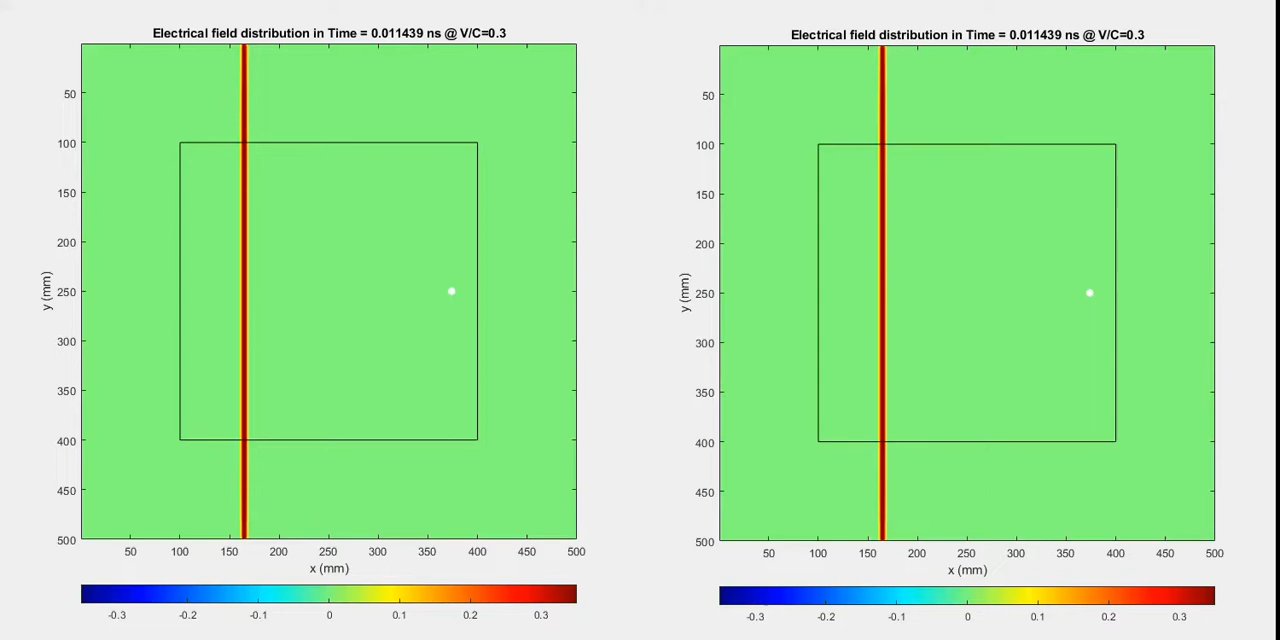 Electrical field distribution in Time = 0.011439 ns @ V/C=0.3
50
100
150
200
250
300
350
400
450
500
y (mm)
50 100 150 200 250 300 350 400 450 500
x (mm)
-0.3 -0.2 -0.1 0 0.1 0.2 0.3
Electrical field distribution in Time = 0.011439 ns @ V/C=0.3
50
100
150
200
250
300
350
400
450
500
y (mm)
50 100 150 200 250 300 350 400 450 500
x (mm)
-0.3 -0.2 -0.1 0 0.1 0.2 0.3